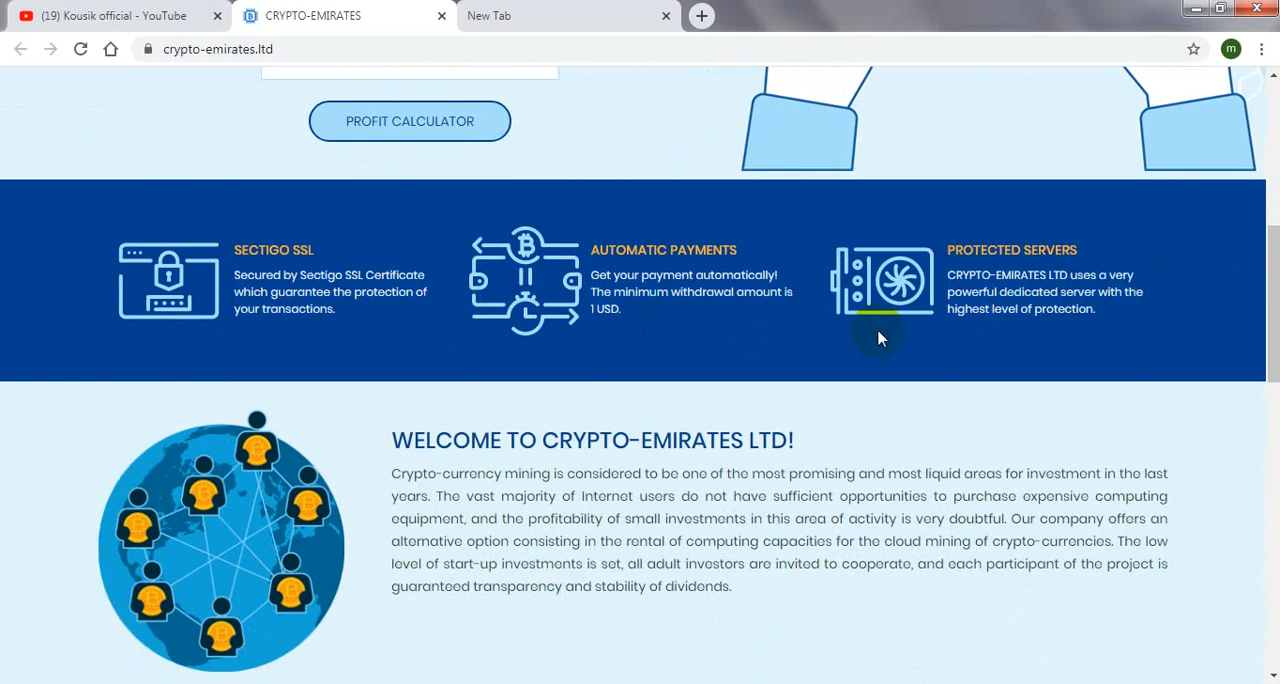 (19) Kousik official - YouTube
CRYPTO-EMIRATES
New Tab
crypto-emirates.ltd
m
PROFIT CALCULATOR
SECTIGO SSL
Secured by Sectigo SSL Certificate
which guarantee the protection of
your transactions.
AUTOMATIC PAYMENTS
Get your payment automatically!
The minimum withdrawal amount is
1 USD.
PROTECTED SERVERS
CRYPTO-EMIRATES LTD uses a very
powerful dedicated server with the
highest level of protection.
WELCOME TO CRYPTO-EMIRATES LTD!
Crypto-currency mining is considered to be one of the most promising and most liquid areas for investment in the last
years. The vast majority of Internet users do not have sufficient opportunities to purchase expensive computing
equipment, and the profitability of small investments in this area of activity is very doubtful. Our company offers an
alternative option consisting in the rental of computing capacities for the cloud mining of crypto-currencies. The low
level of start-up investments is set, all adult investors are invited to cooperate, and each participant of the project is
guaranteed transparency and stability of dividends.